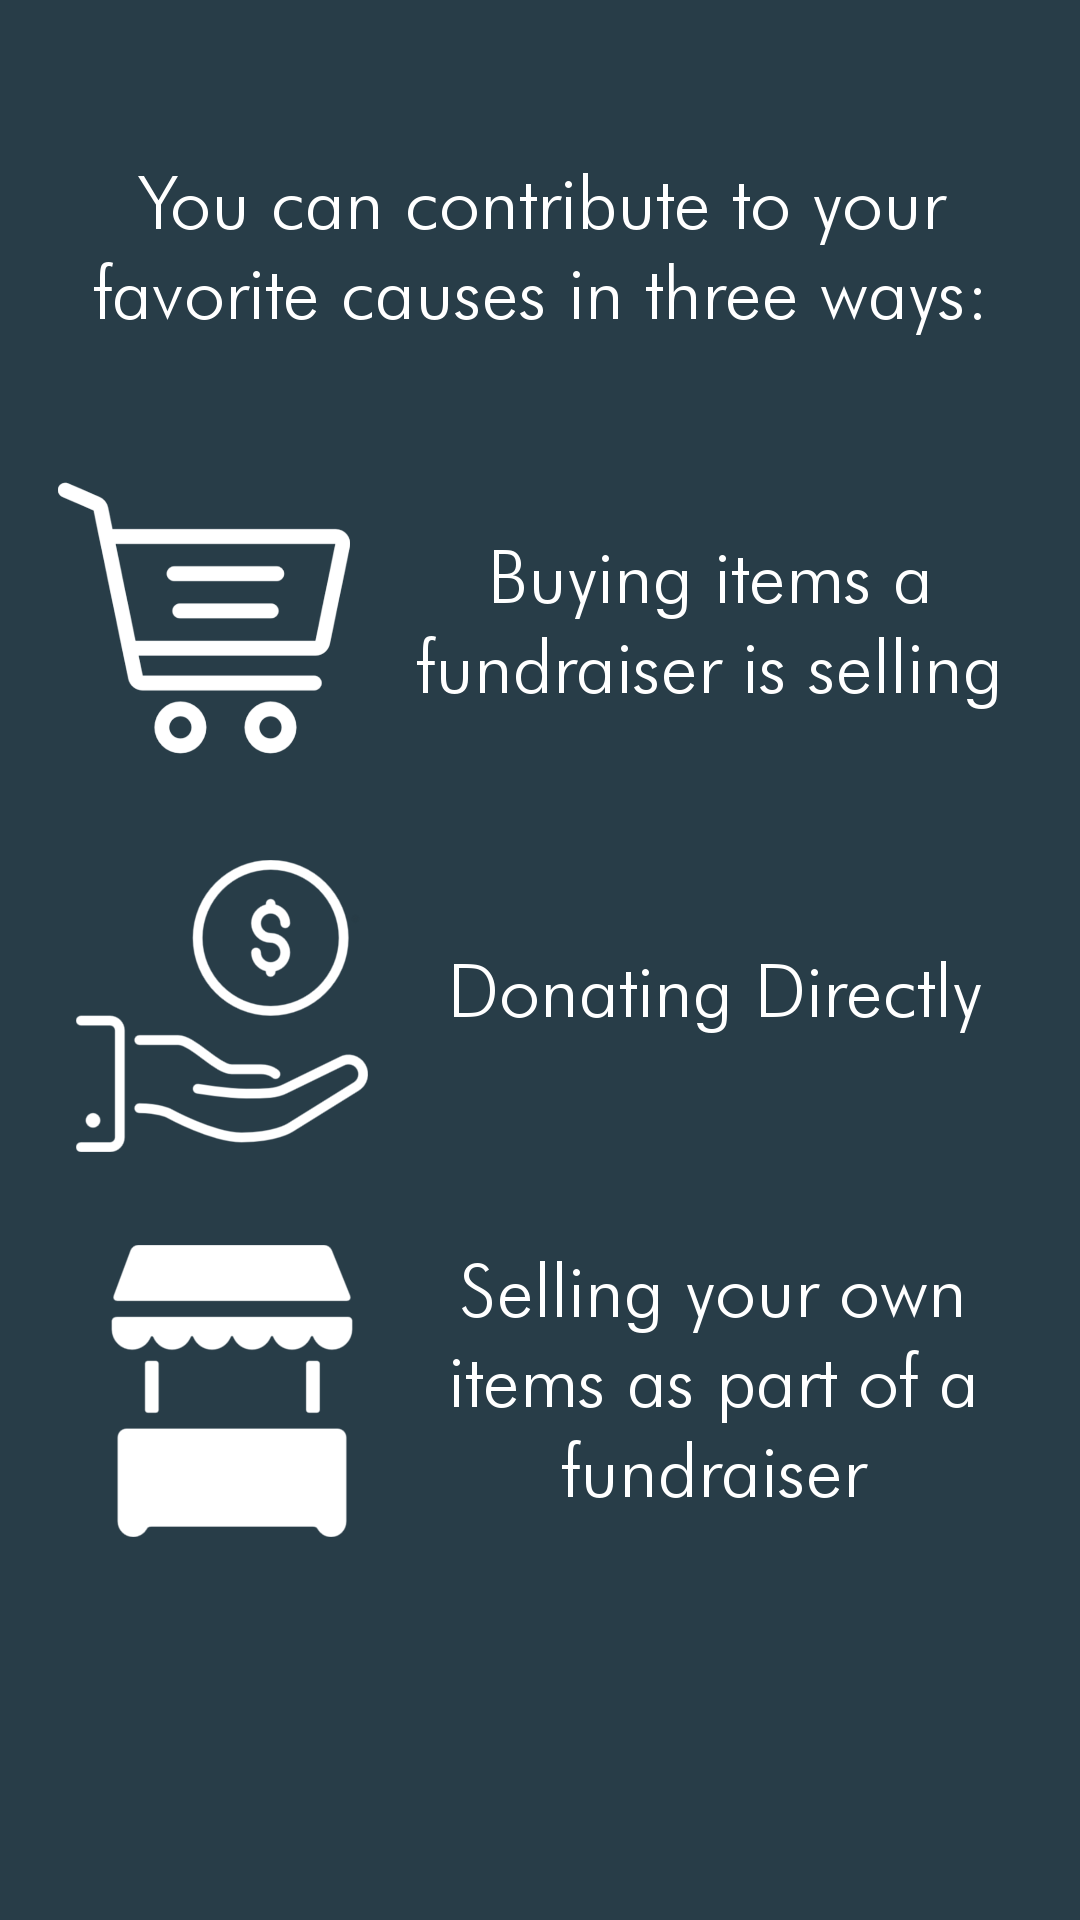 You can contribute to your
favorite causes in three ways:
Buying items a
fundraiser is selling
$
Donating Directly
Selling your own
items as part of a
fundraiser